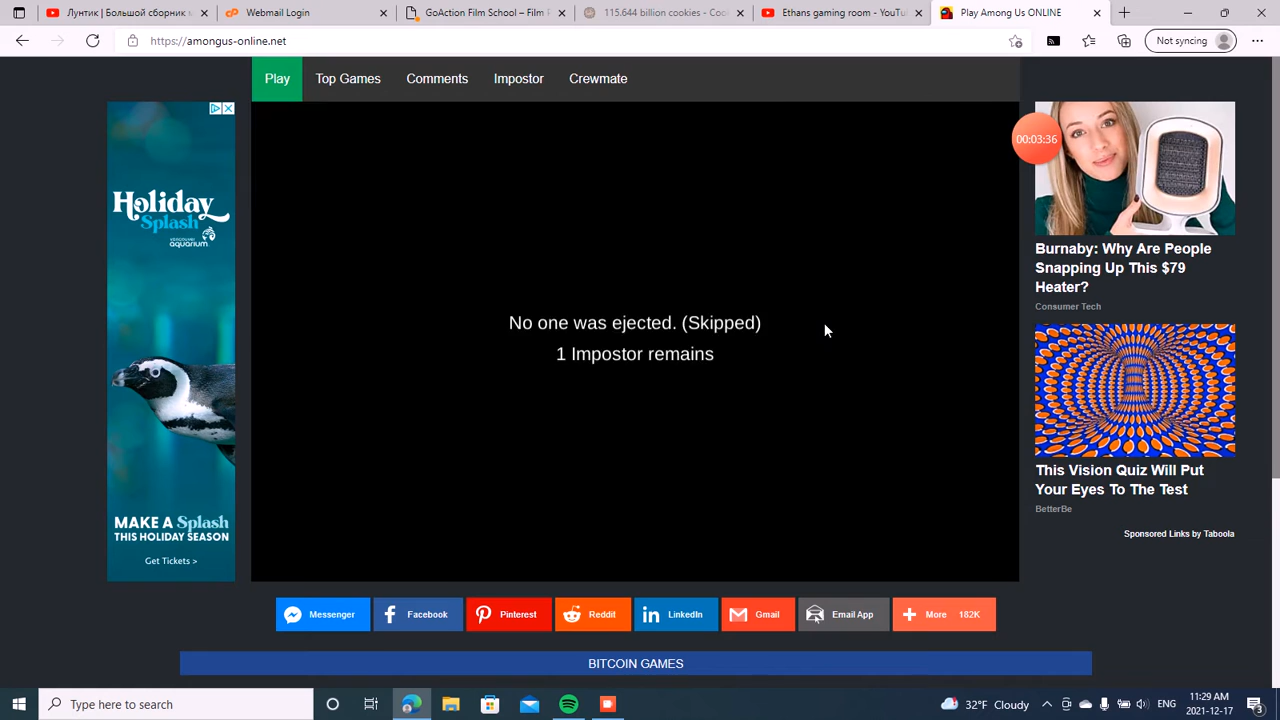 Лунтик | Большой сборник
Webmail Login
GoAction Film School – Film
115.644 billion cookies - Coo
Ethans gaming room - YouTu
Play Among Us ONLINE
https://amongus-online.net
Not syncing
Play
Top Games
Comments
Impostor
Crewmate
Holiday
Splash
VANCOUVER
aquarium
MAKE A Splash
THIS HOLIDAY SEASON
Get Tickets >
No one was ejected. (Skipped)
1 Impostor remains
00:03:36
Burnaby: Why Are People
Snapping Up This $79
Heater?
Consumer Tech
This Vision Quiz Will Put
Your Eyes To The Test
BetterBe
Sponsored Links by Taboola
Messenger
Facebook
Pinterest
Reddit
LinkedIn
Gmail
Email App
More 182K
BITCOIN GAMES
Type here to search
32°F Cloudy
ENG
11:29 AM
2021-12-17
3